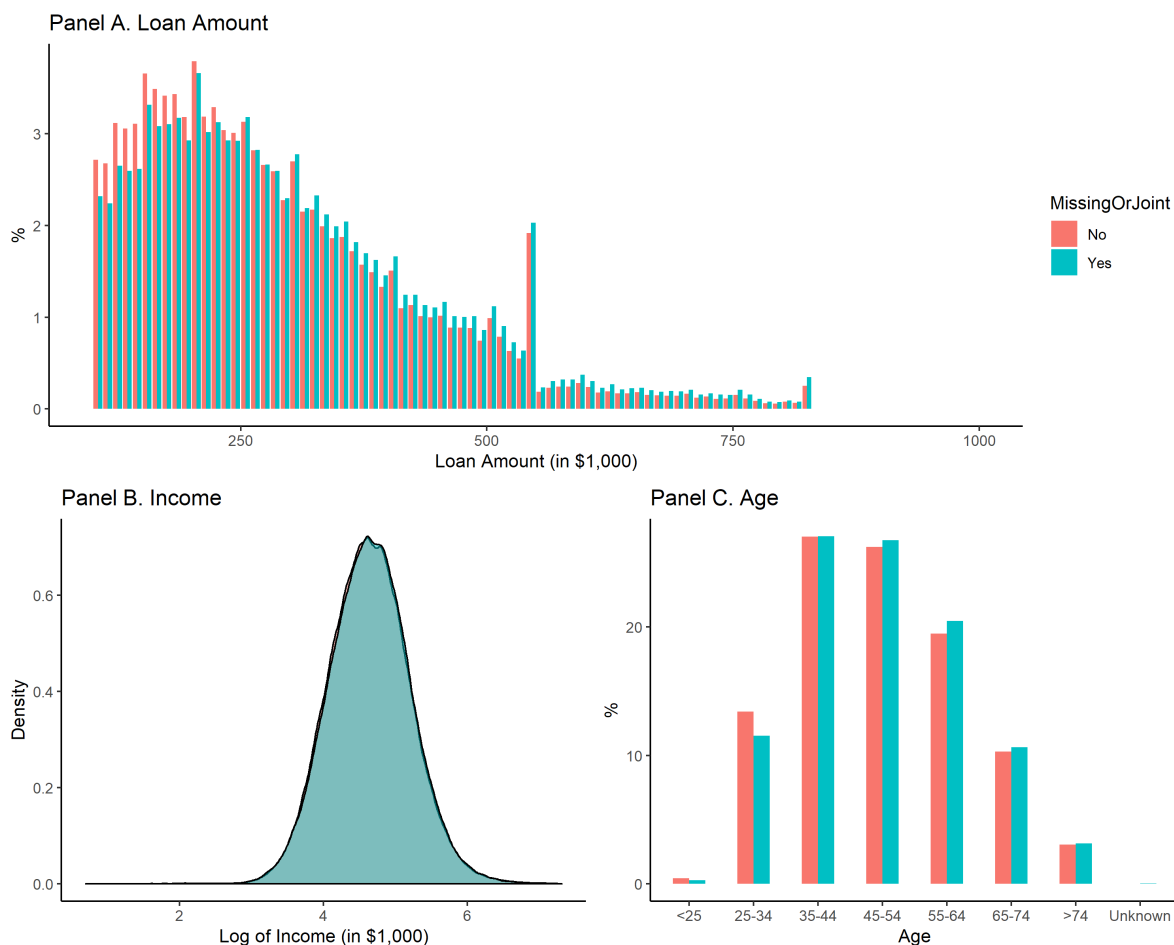 Panel A. Loan Amount
3
2
1
0
%
250
500
750
1000
Loan Amount (in $1,000)
MissingOrJoint
No
Yes
Panel B. Income
0.6
0.4
0.2
0.0
Density
2
4
6
Log of Income (in $1,000)
Panel C. Age
20
10
0
%
<25
25-34
35-44
45-54
55-64
65-74
>74
Unknown
Age